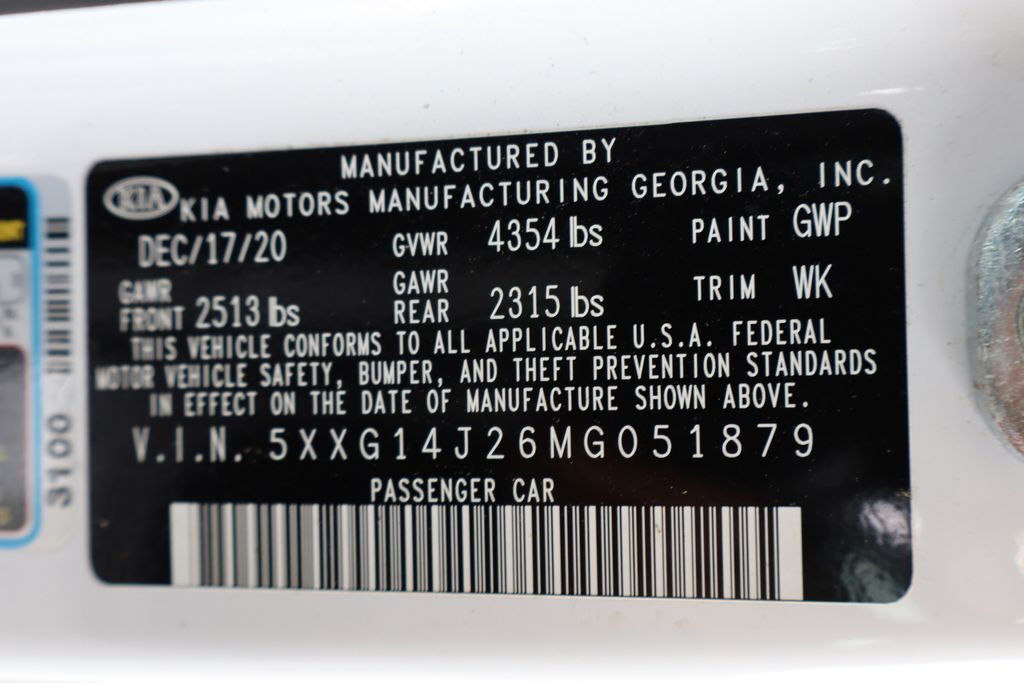 MANUFACTURED BY
KIA KIA MOTORS MANUFACTURING GEORGIA, INC.
DEC/17/20 GVWR 4354 lbs PAINT GWP
GAWR FRONT 2513 lbs GAWR REAR 2315 lbs TRIM WK
THIS VEHICLE CONFORMS TO ALL APPLICABLE U.S.A. FEDERAL
MOTOR VEHICLE SAFETY, BUMPER, AND THEFT PREVENTION STANDARDS
IN EFFECT ON THE DATE OF MANUFACTURE SHOWN ABOVE.
V.I.N. 5XXG14J26MG051879
PASSENGER CAR
3100